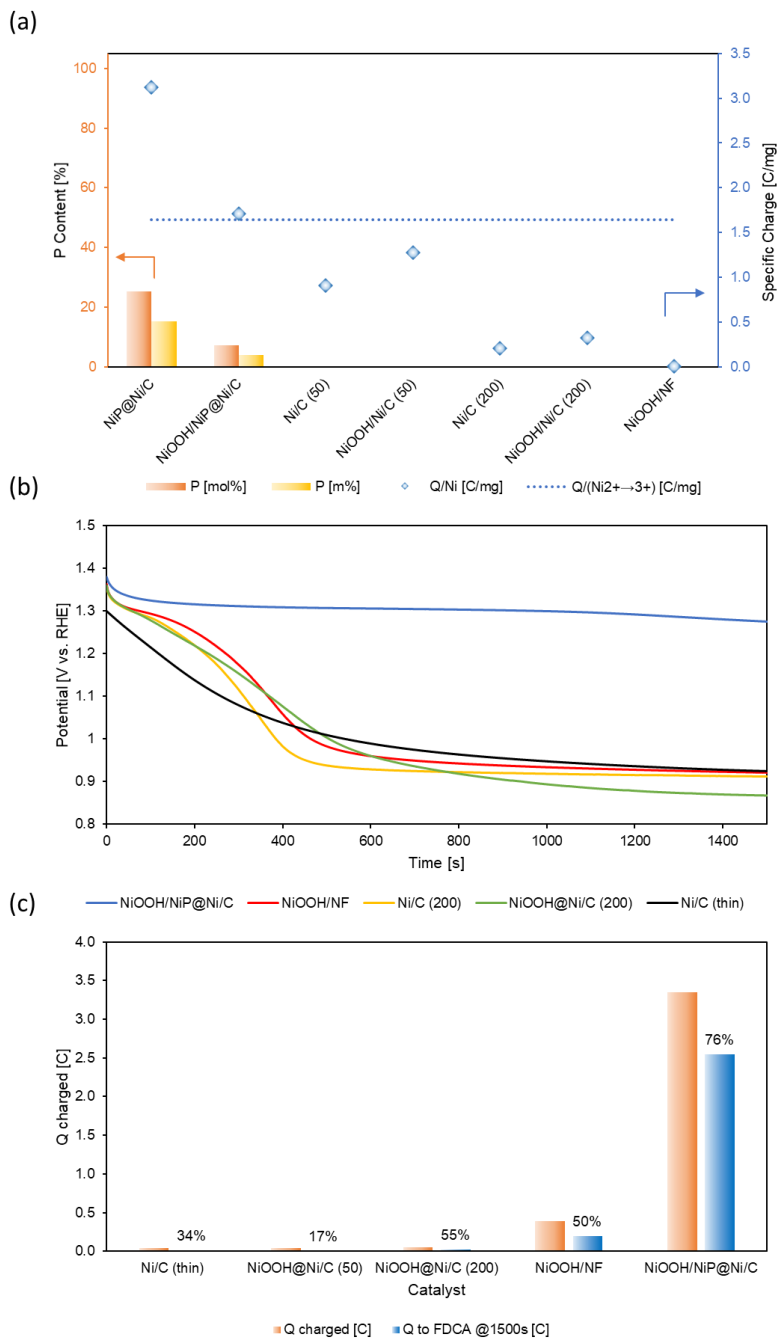 (a)
100
80
60
40
20
0
P Content [%]
3.5
3.0
2.5
2.0
1.5
1.0
0.5
0.0
Specific Charge [C/mg]
NiP@Ni/C
NiOOH/NiP@Ni/C
Ni/C (50)
NiOOH/Ni/C (50)
Ni/C (200)
NiOOH/Ni/C (200)
NiOOH/NF
P [mol%] P [m%] Q/Ni [C/mg] Q/(Ni2+→3+) [C/mg]
(b)
1.5
1.4
1.3
1.2
1.1
1
0.9
0.8
Potential [V vs. RHE]
0 200 400 600 800 1000 1200 1400
Time [s]
NiOOH/NiP@Ni/C NiOOH/NF Ni/C (200) NiOOH@Ni/C (200) Ni/C (thin)
(c)
4.0
3.5
3.0
2.5
2.0
1.5
1.0
0.5
0.0
Q charged [C]
34% 17% 55% 50% 76%
Ni/C (thin) NiOOH@Ni/C (50) NiOOH@Ni/C (200) NiOOH/NF NiOOH/NiP@Ni/C
Catalyst
Q charged [C] Q to FDCA @1500s [C]